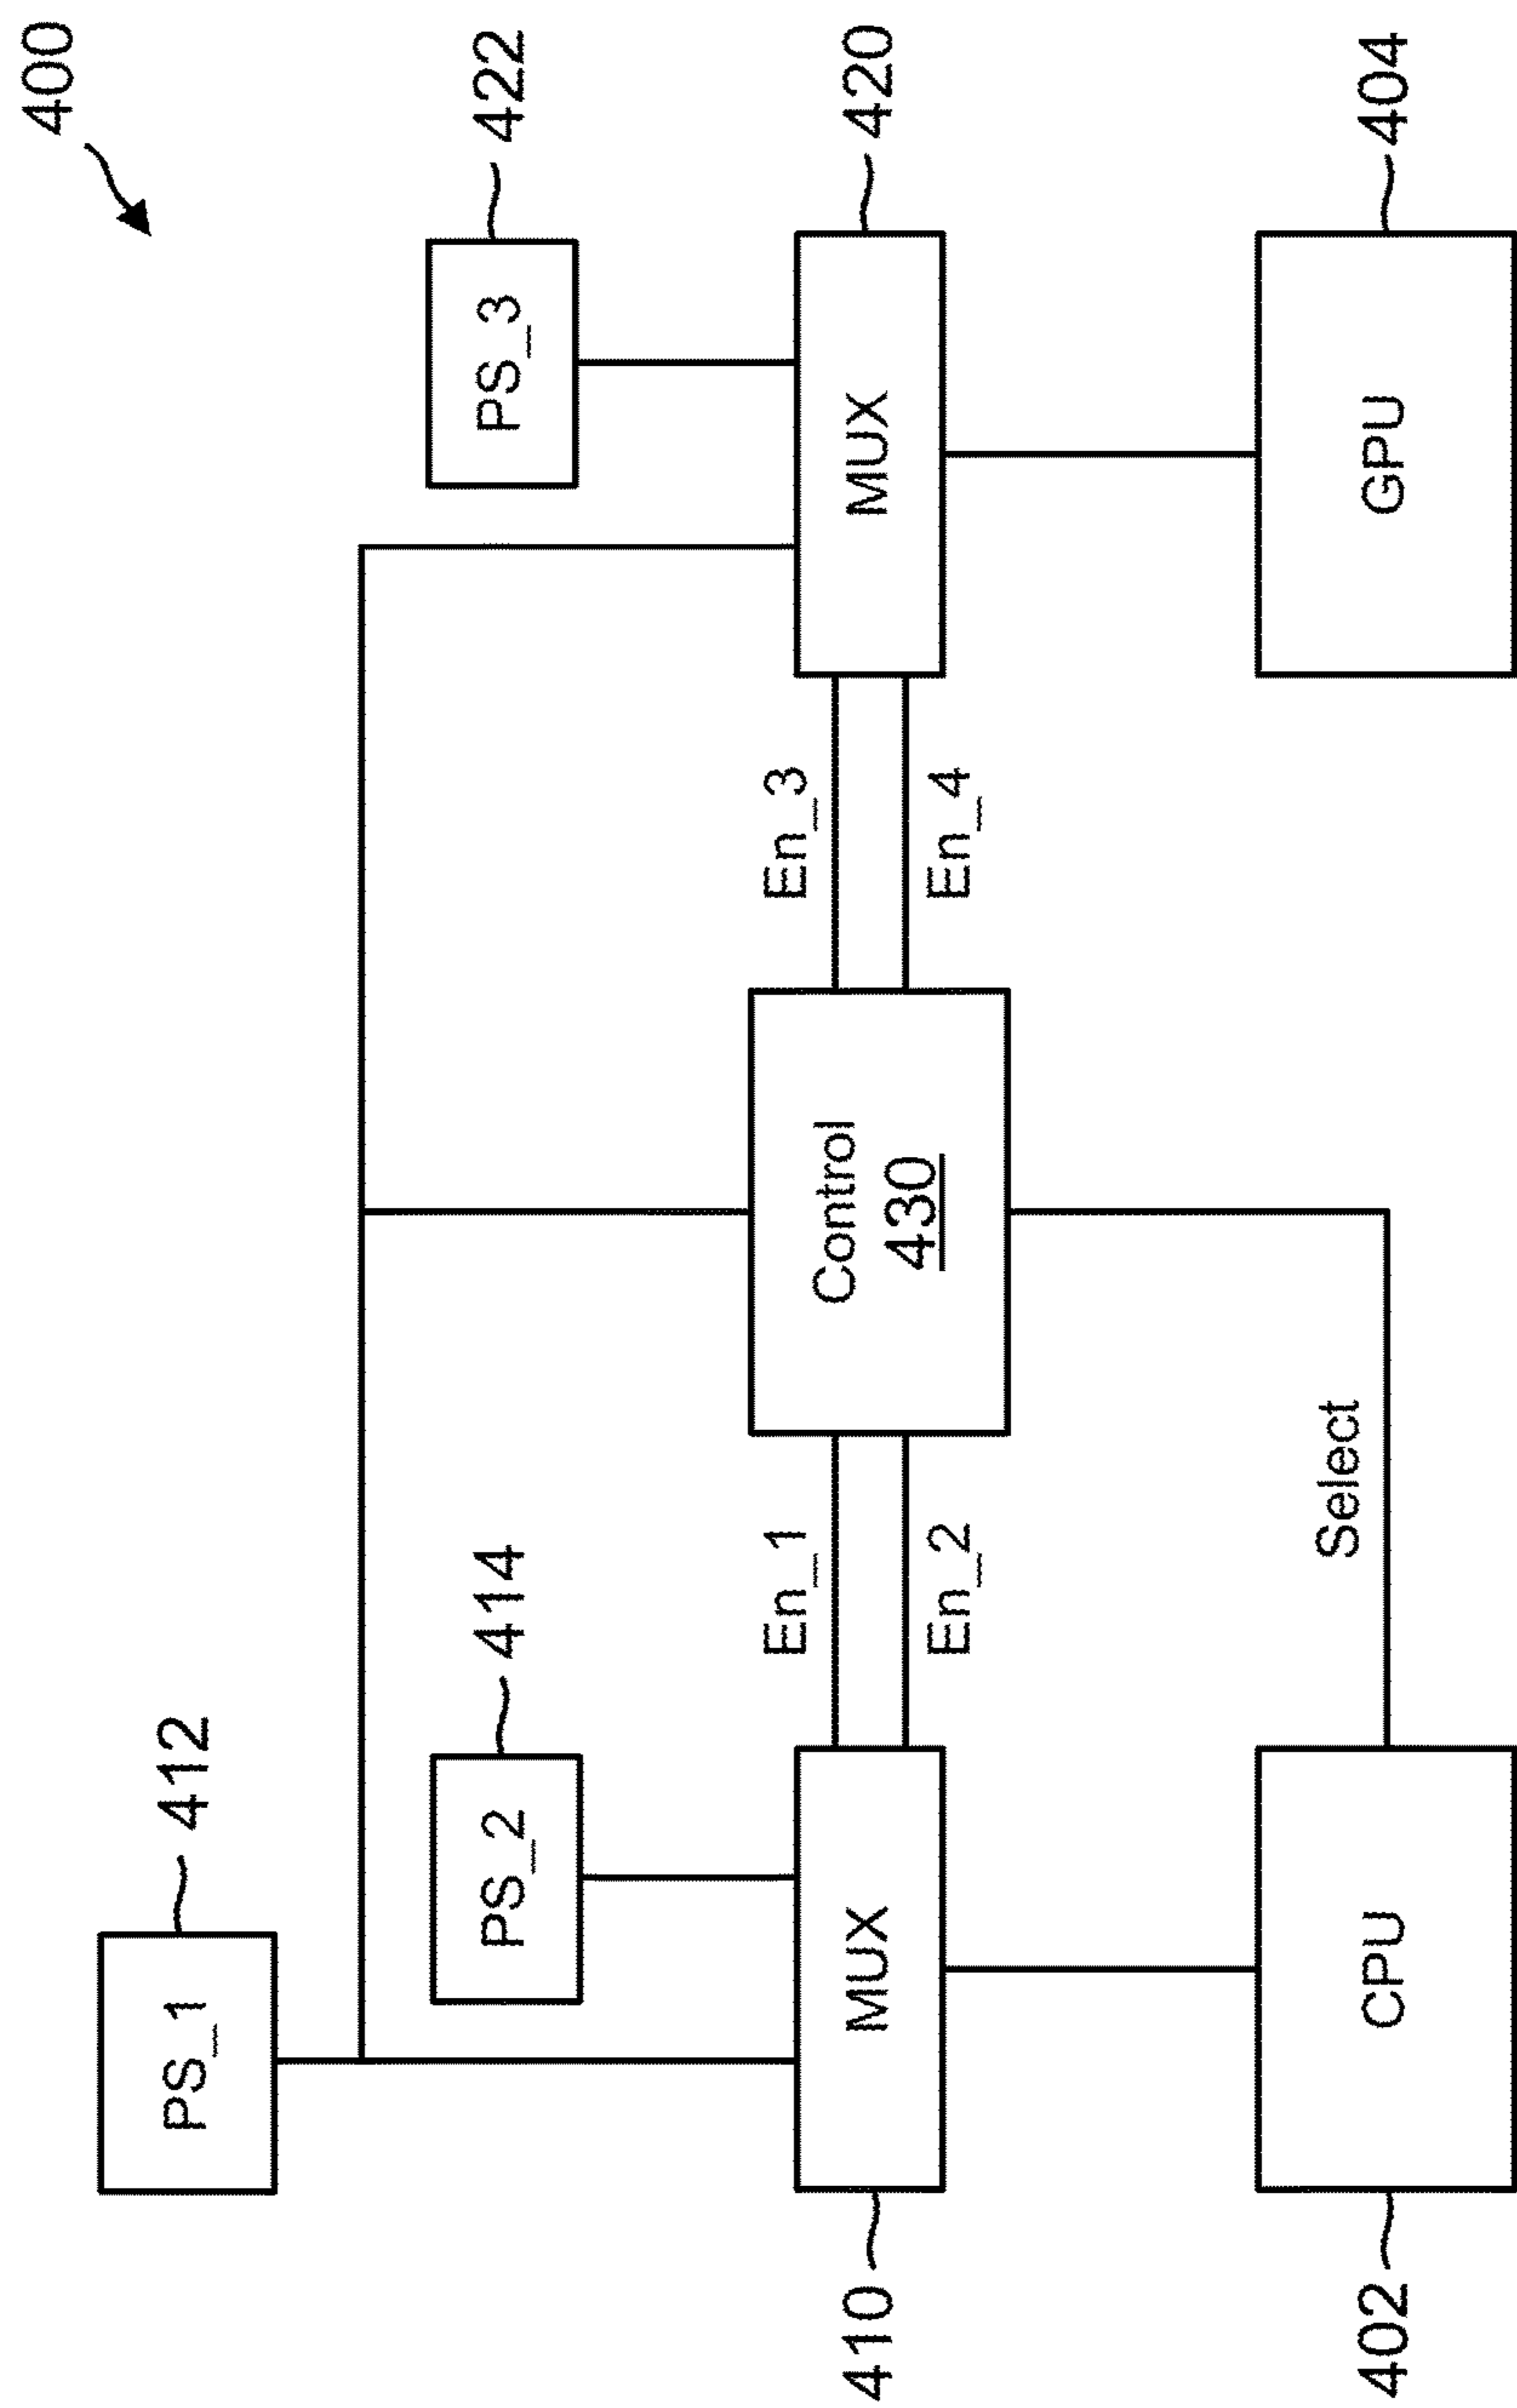 400
PS_1
412
PS_2
414
PS_3
422
MUX
410
En_1
En_2
Control
430
En_3
En_4
MUX
420
CPU
402
Select
GPU
404